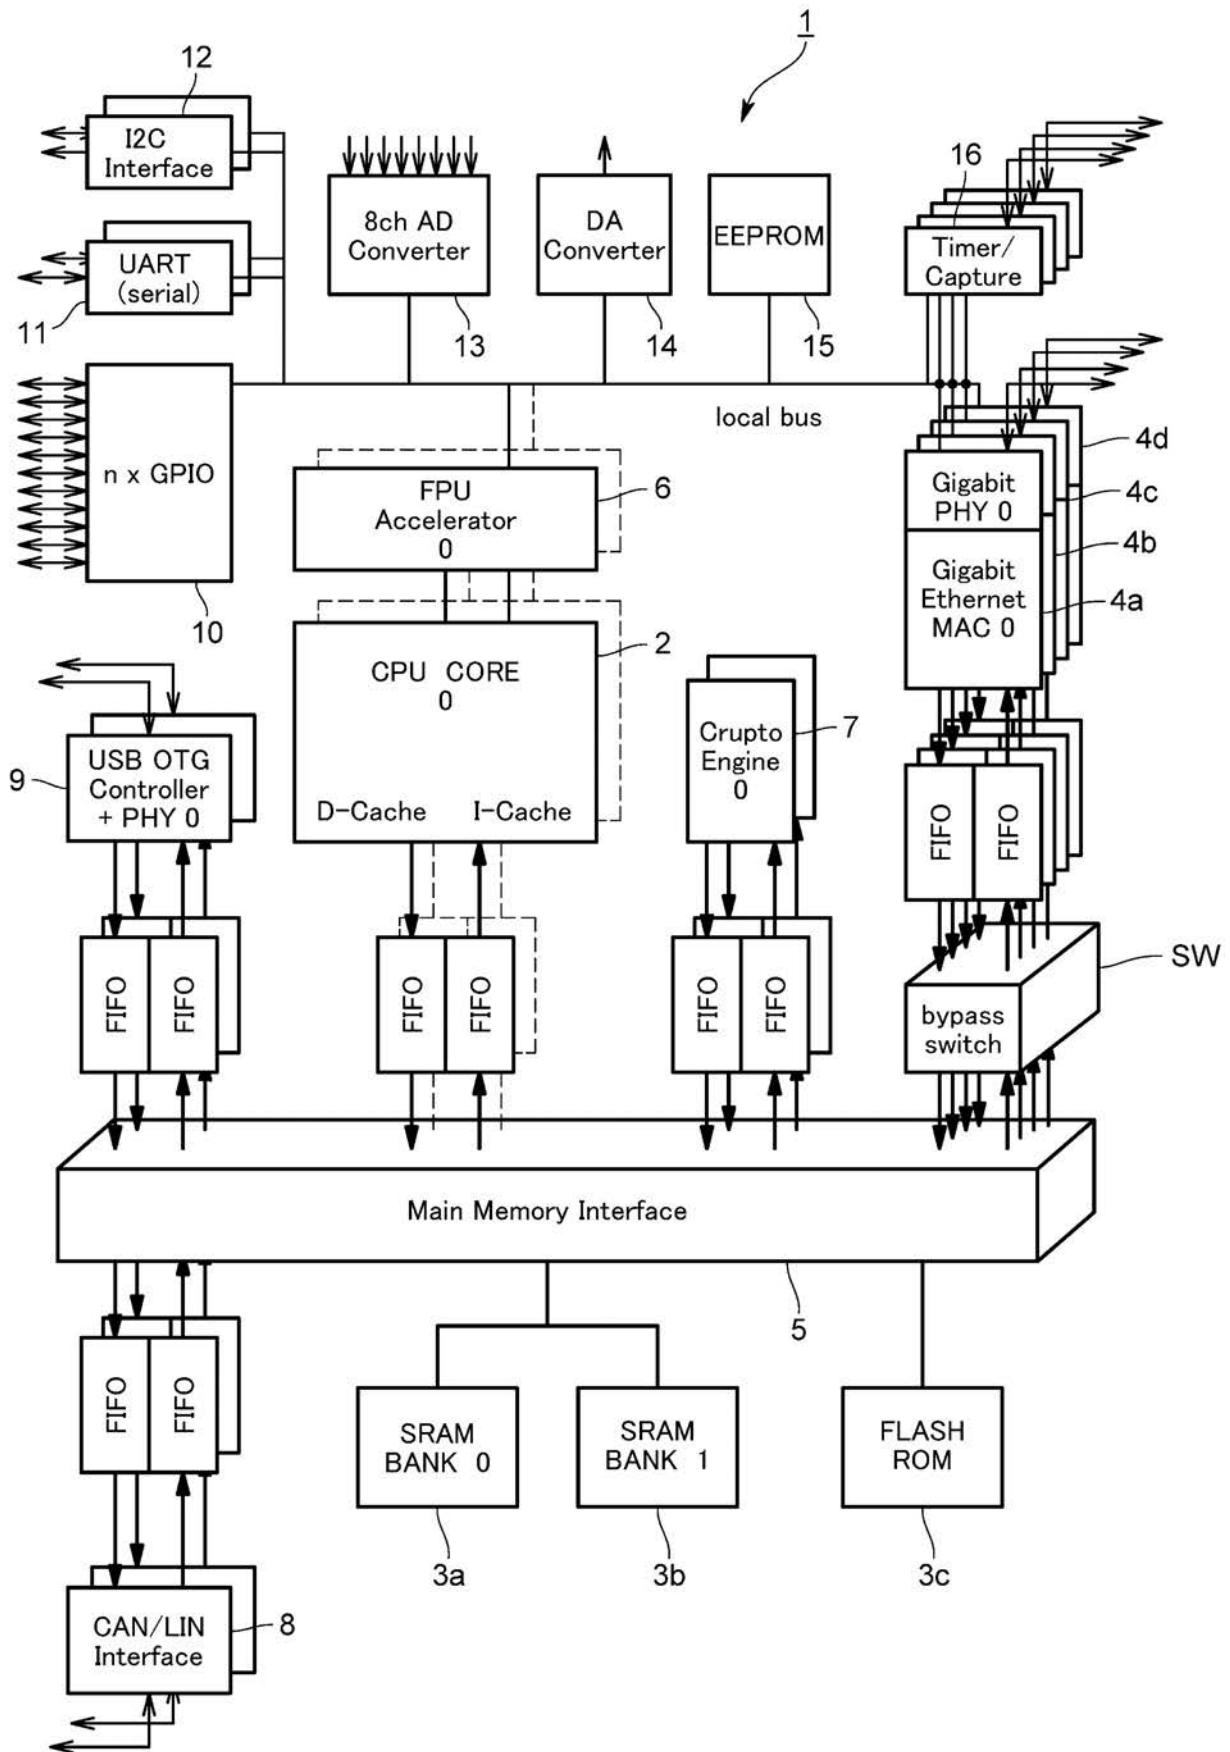 1
12
I2C
Interface
16
8ch AD
Converter
DA
Converter
EEPROM
Timer/
Capture
UART
(serial)
11
13
14
15
local bus
n x GPIO
10
FPU
Accelerator
0
6
4d
Gigabit
PHY 0
4c
4b
Gigabit
Ethernet
MAC 0
4a
CPU CORE
0
2
D-Cache
I-Cache
Crupto
Engine
0
7
USB OTG
Controller
+ PHY 0
9
FIFO
FIFO
FIFO
FIFO
FIFO
FIFO
FIFO
FIFO
bypass
switch
SW
Main Memory Interface
5
FIFO
FIFO
SRAM
BANK 0
SRAM
BANK 1
FLASH
ROM
3a
3b
3c
CAN/LIN
Interface
8